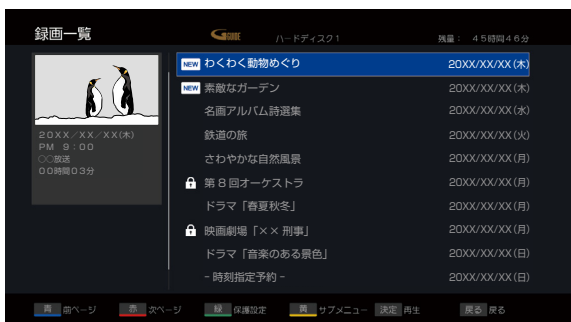 録画一覧
G GUIDE ハードディスク1 残量： 45時間46分
NEW わくわく動物めぐり 20XX/XX/XX(木)
NEW 素敵なガーデン 20XX/XX/XX(木)
名画アルバム詩選集 20XX/XX/XX(水)
鉄道の旅 20XX/XX/XX(火)
さわやかな自然風景 20XX/XX/XX(月)
第8回オーケストラ 20XX/XX/XX(月)
ドラマ「春夏秋冬」 20XX/XX/XX(月)
映画劇場「×× 刑事」 20XX/XX/XX(月)
ドラマ「音楽のある景色」 20XX/XX/XX(日)
- 時刻指定予約 - 20XX/XX/XX(日)
20XX／XX／XX(木)
PM 9：00
○○放送
00時間03分
青 前ページ 赤 次ページ 緑 保護設定 黄 サブメニュー 決定 再生 戻る 戻る